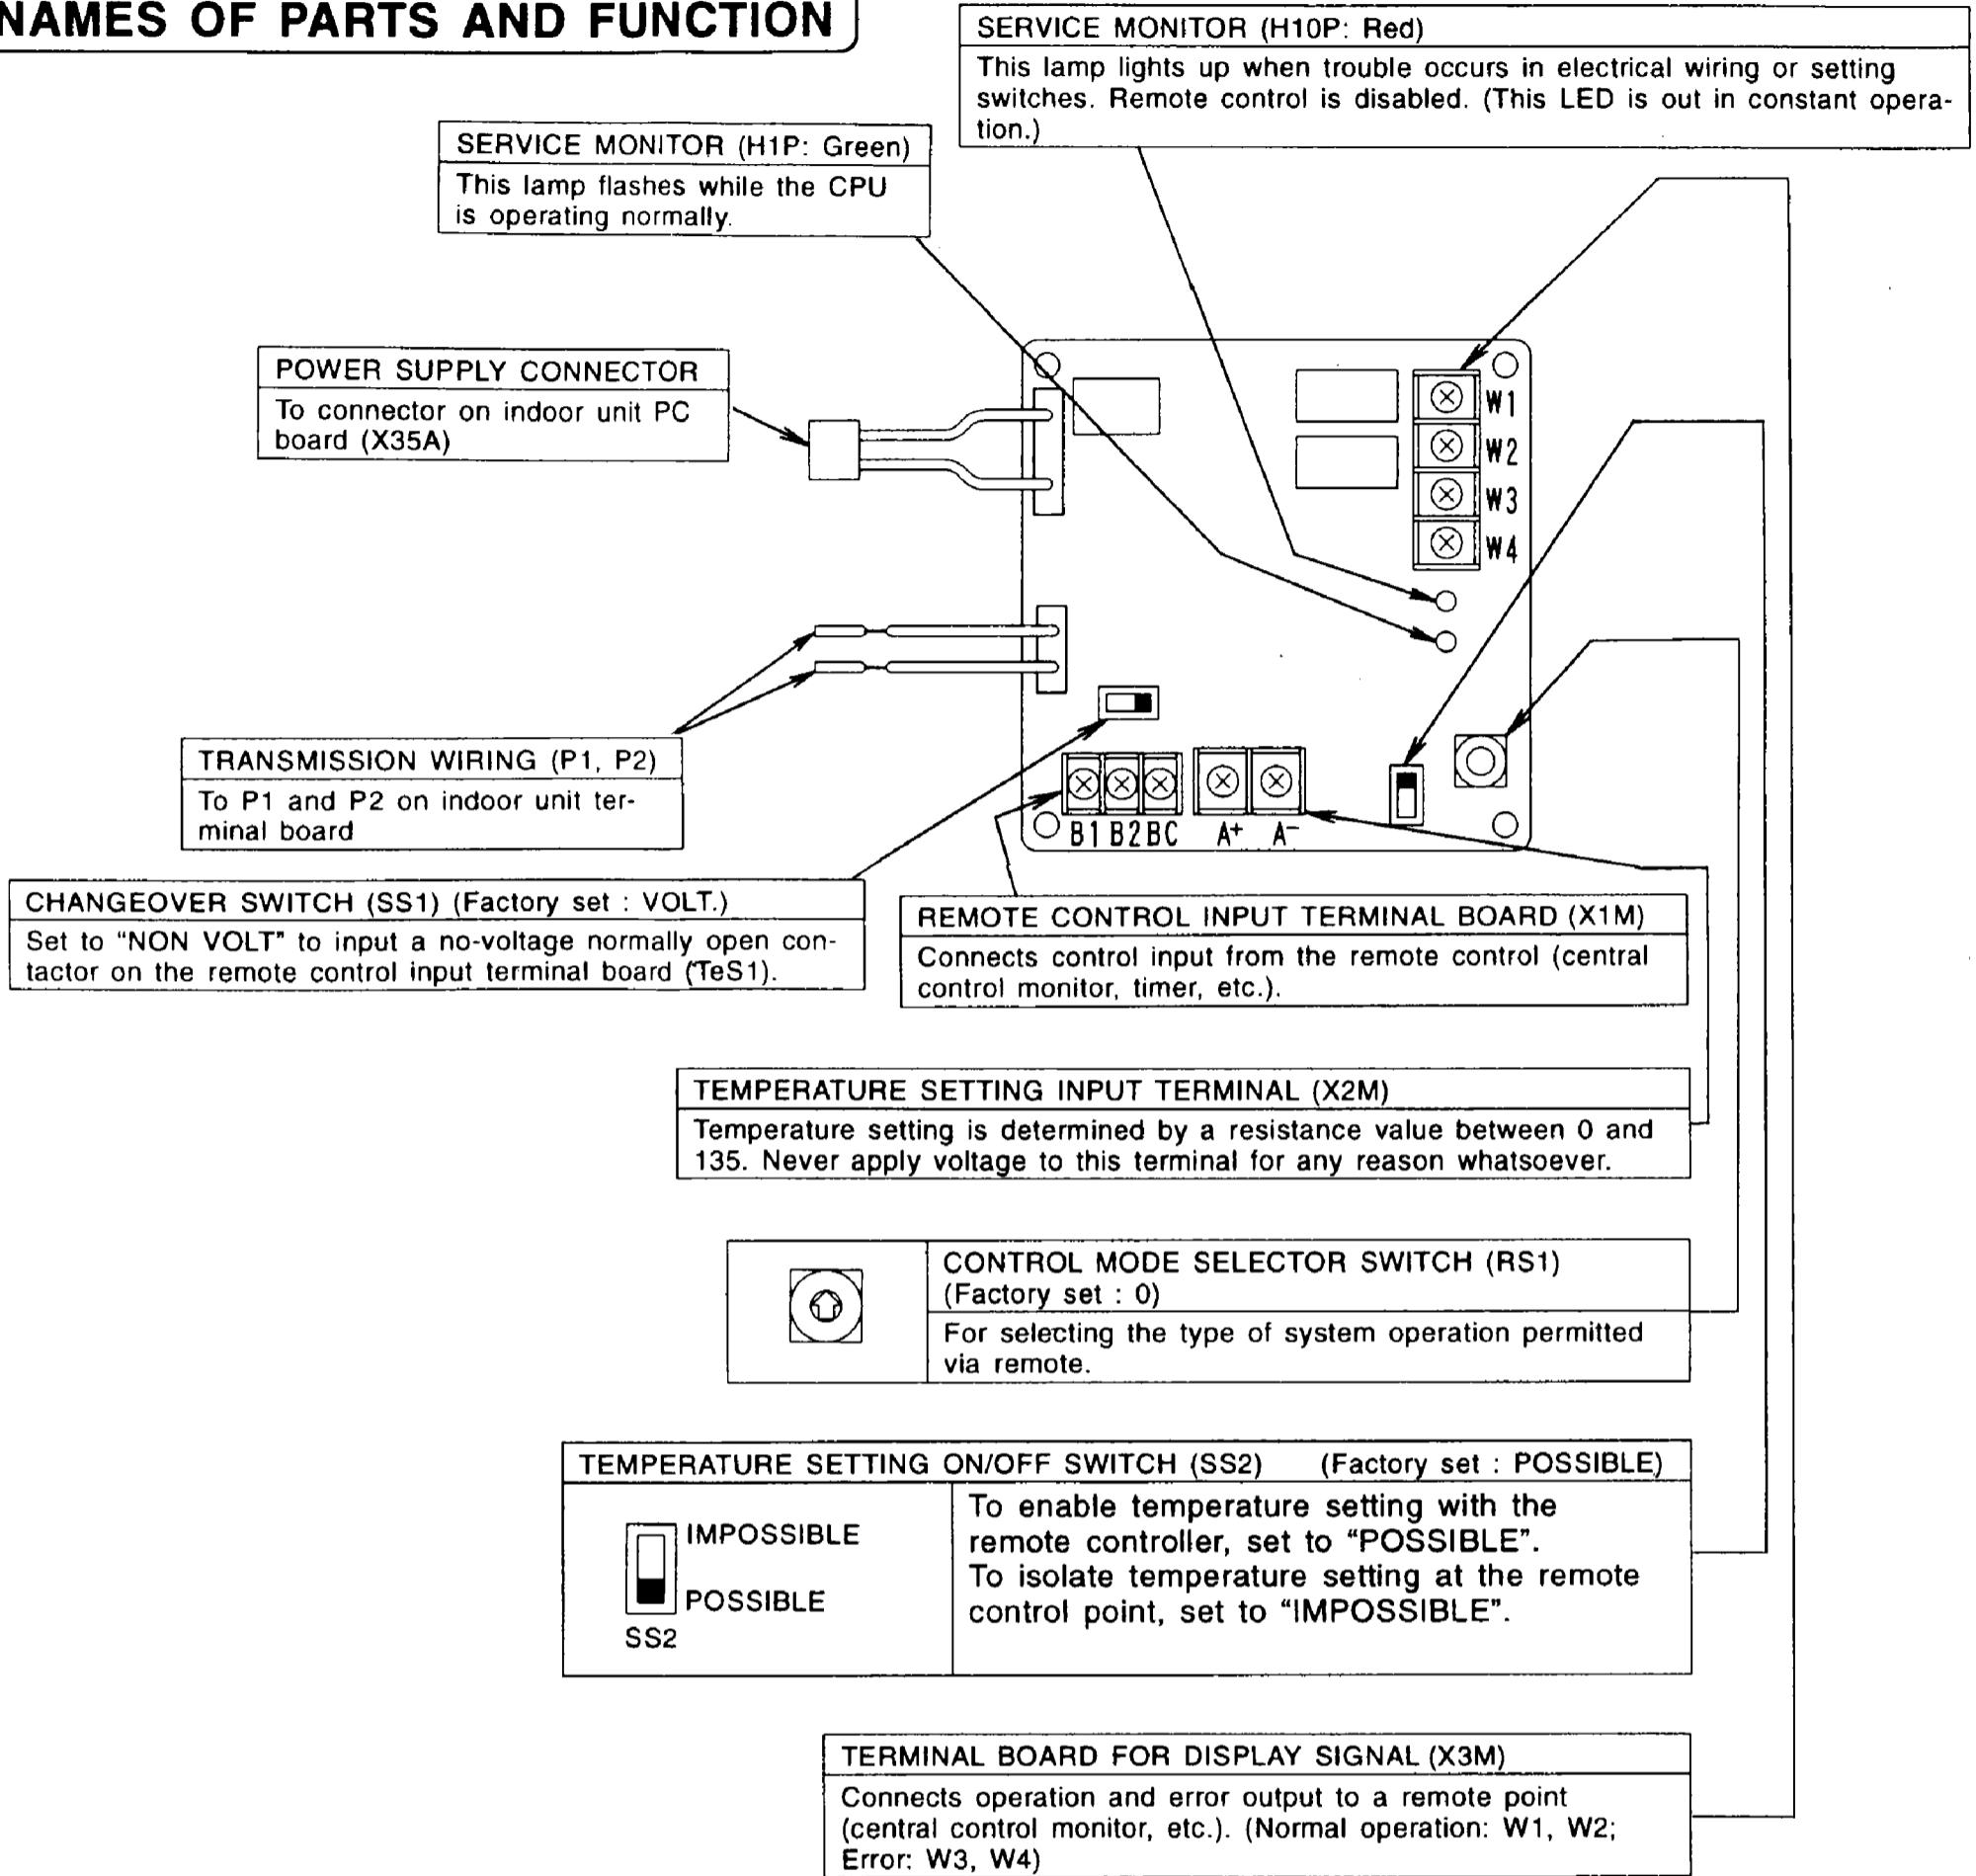 NAMES OF PARTS AND FUNCTION
SERVICE MONITOR (H10P: Red)
This lamp lights up when trouble occurs in electrical wiring or setting
switches. Remote control is disabled. (This LED is out in constant opera-
tion.)
SERVICE MONITOR (H1P: Green)
This lamp flashes while the CPU
is operating normally.
POWER SUPPLY CONNECTOR
To connector on indoor unit PC
board (X35A)
W1
W2
W3
W4
TRANSMISSION WIRING (P1, P2)
To P1 and P2 on indoor unit ter-
minal board
B1 B2 BC A+ A-
CHANGEOVER SWITCH (SS1) (Factory set : VOLT.)
Set to "NON VOLT" to input a no-voltage normally open con-
tactor on the remote control input terminal board (TeS1).
REMOTE CONTROL INPUT TERMINAL BOARD (X1M)
Connects control input from the remote control (central
control monitor, timer, etc.).
TEMPERATURE SETTING INPUT TERMINAL (X2M)
Temperature setting is determined by a resistance value between 0 and
135. Never apply voltage to this terminal for any reason whatsoever.
CONTROL MODE SELECTOR SWITCH (RS1)
(Factory set : 0)
For selecting the type of system operation permitted
via remote.
TEMPERATURE SETTING ON/OFF SWITCH (SS2) (Factory set : POSSIBLE)
IMPOSSIBLE
POSSIBLE
SS2
To enable temperature setting with the
remote controller, set to "POSSIBLE".
To isolate temperature setting at the remote
control point, set to "IMPOSSIBLE".
TERMINAL BOARD FOR DISPLAY SIGNAL (X3M)
Connects operation and error output to a remote point
(central control monitor, etc.). (Normal operation: W1, W2;
Error: W3, W4)